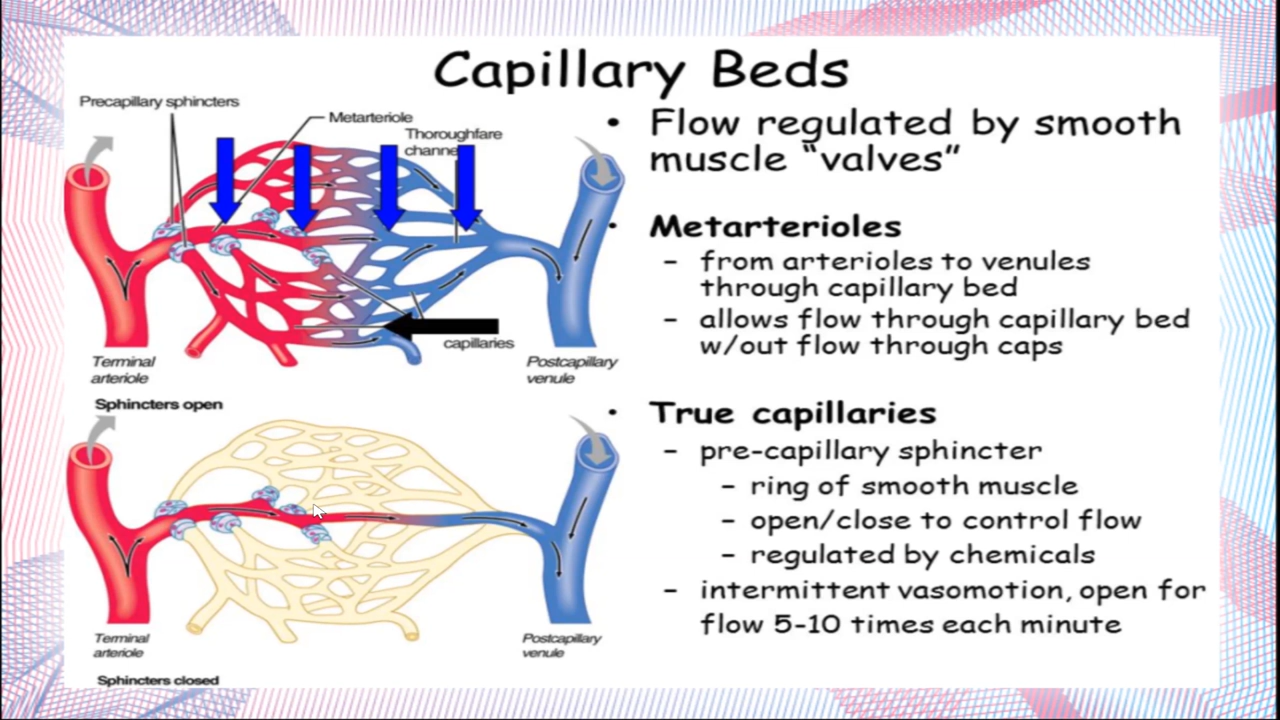 Capillary Beds
Precapillary sphincters
Metarteriole
Thoroughfare
channel
capillaries
Terminal
arteriole
Postcapillary
venule
Sphincters open
Terminal
arteriole
Postcapillary
venule
Sphincters closed
• Flow regulated by smooth
muscle “valves”
• Metarterioles
– from arterioles to venules
through capillary bed
– allows flow through capillary bed
w/out flow through caps
• True capillaries
– pre-capillary sphincter
– ring of smooth muscle
– open/close to control flow
– regulated by chemicals
– intermittent vasomotion, open for
flow 5-10 times each minute